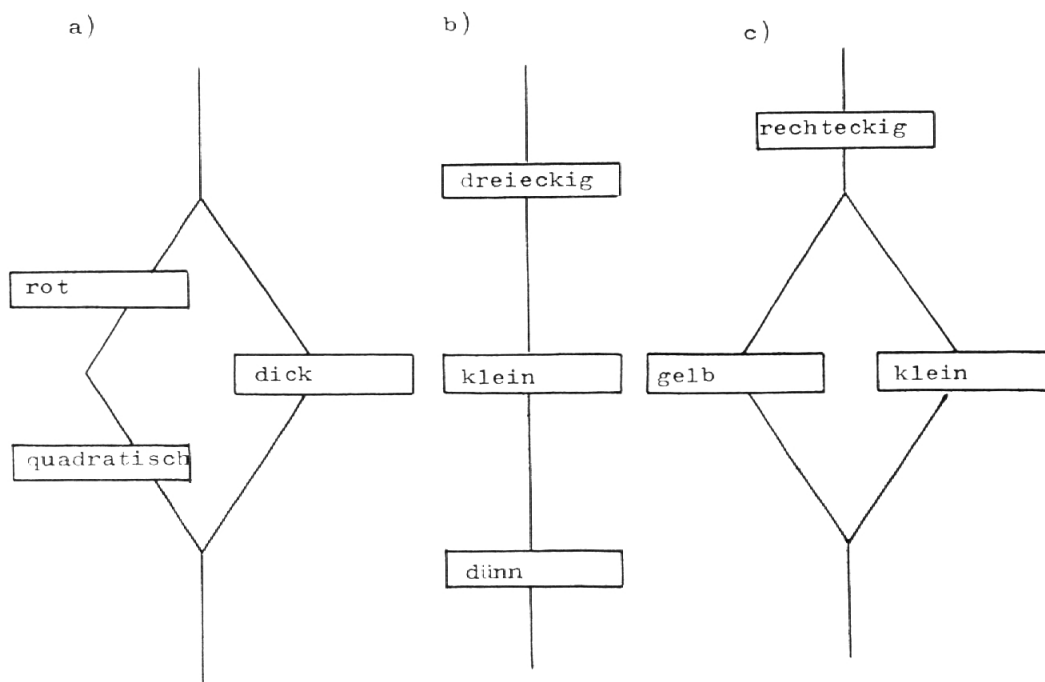 a)
b)
c)
rechteckig
dreieckig
rot
dick
klein
gelb
klein
quadratisch
dünn